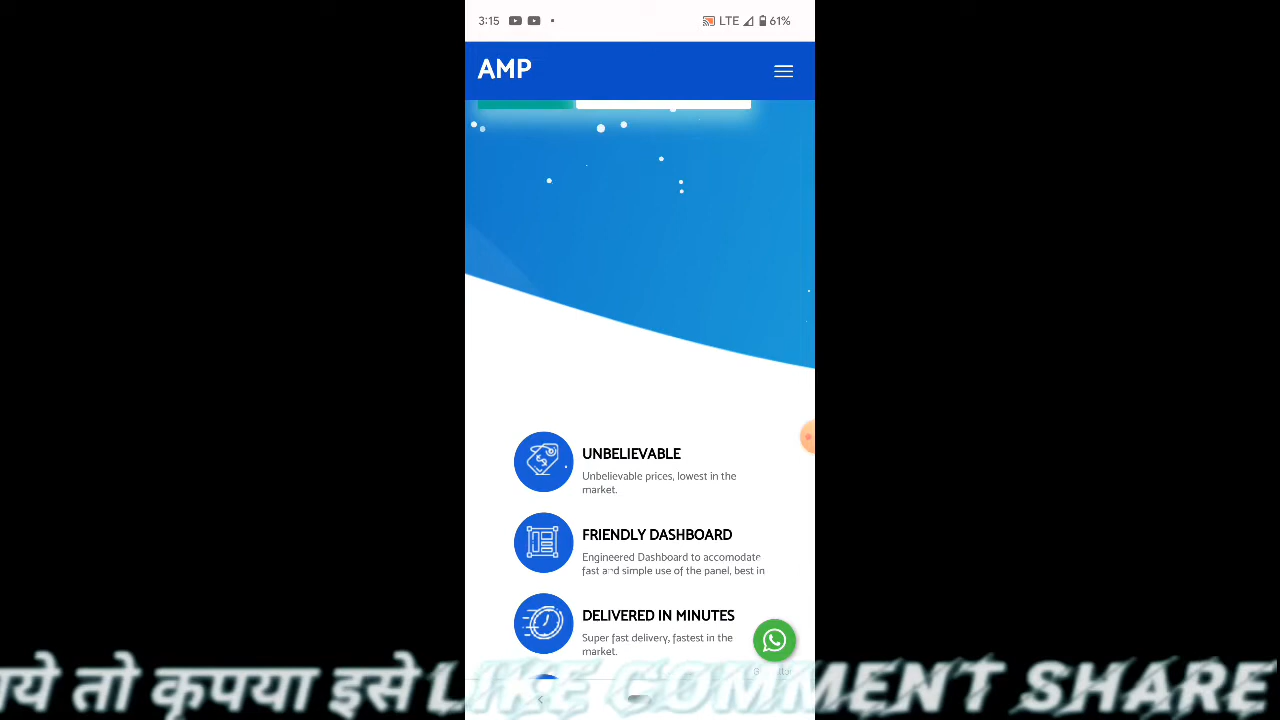 3:15 LTE 61%
AMP
UNBELIEVABLE
Unbelievable prices, lowest in the
market.
FRIENDLY DASHBOARD
Engineered Dashboard to accomodate
fast and simple use of the panel, best in
DELIVERED IN MINUTES
Super fast delivery, fastest in the
market.
तो कृपया इसे LIKE COMMENT SHARE